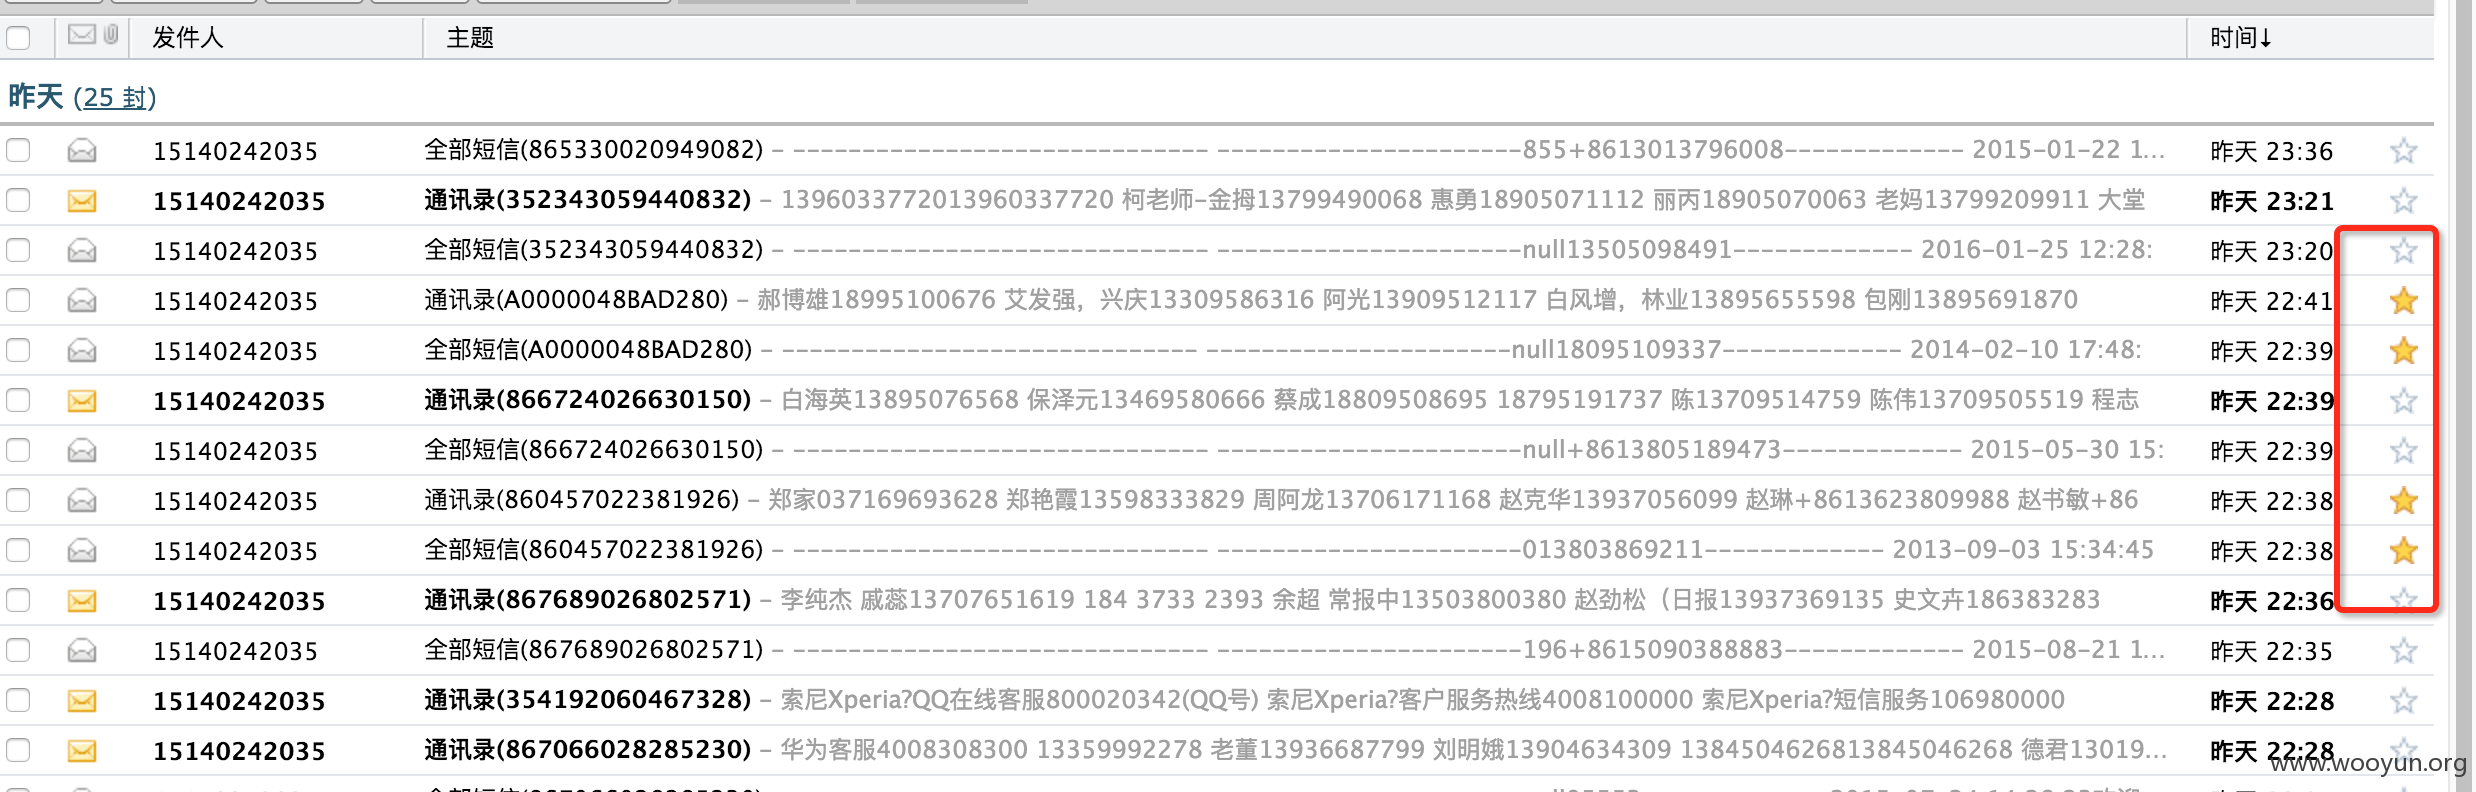 发件人 主题 时间↓
昨天 (25 封)
15140242035 全部短信(865330020949082) – ------------------------------ ----------------------855+8613013796008------------- 2015-01-22 1... 昨天 23:36
15140242035 通讯录(352343059440832) – 1396033772013960337720 柯老师-金拇13799490068 惠勇18905071112 丽丙18905070063 老妈13799209911 大堂 昨天 23:21
15140242035 全部短信(352343059440832) – ------------------------------ ----------------------null13505098491------------- 2016-01-25 12:28: 昨天 23:20
15140242035 通讯录(A0000048BAD280) – 郝博雄18995100676 艾发强，兴庆13309586316 阿光13909512117 白风增，林业13895655598 包刚13895691870 昨天 22:41
15140242035 全部短信(A0000048BAD280) – ------------------------------ ----------------------null18095109337------------- 2014-02-10 17:48: 昨天 22:39
15140242035 通讯录(866724026630150) – 白海英13895076568 保泽元13469580666 蔡成18809508695 18795191737 陈13709514759 陈伟13709505519 程志 昨天 22:39
15140242035 全部短信(866724026630150) – ------------------------------ ----------------------null+8613805189473------------- 2015-05-30 15: 昨天 22:39
15140242035 通讯录(860457022381926) – 郑家037169693628 郑艳霞13598333829 周阿龙13706171168 赵克华13937056099 赵琳+8613623809988 赵书敏+86 昨天 22:38
15140242035 全部短信(860457022381926) – ------------------------------ ----------------------013803869211------------- 2013-09-03 15:34:45 昨天 22:38
15140242035 通讯录(867689026802571) – 李纯杰 戚蕊13707651619 184 3733 2393 余超 常报中13503800380 赵劲松（日报13937369135 史文卉186383283 昨天 22:36
15140242035 全部短信(867689026802571) – ------------------------------ ----------------------196+8615090388883------------- 2015-08-21 1... 昨天 22:35
15140242035 通讯录(354192060467328) – 索尼Xperia?QQ在线客服800020342(QQ号) 索尼Xperia?客户服务热线4008100000 索尼Xperia?短信服务106980000 昨天 22:28
15140242035 通讯录(867066028285230) – 华为客服4008308300 13359992278 老董13936687799 刘明娥13904634309 1384504626813845046268 德君13019... 昨天 22:28
www.wooyun.org